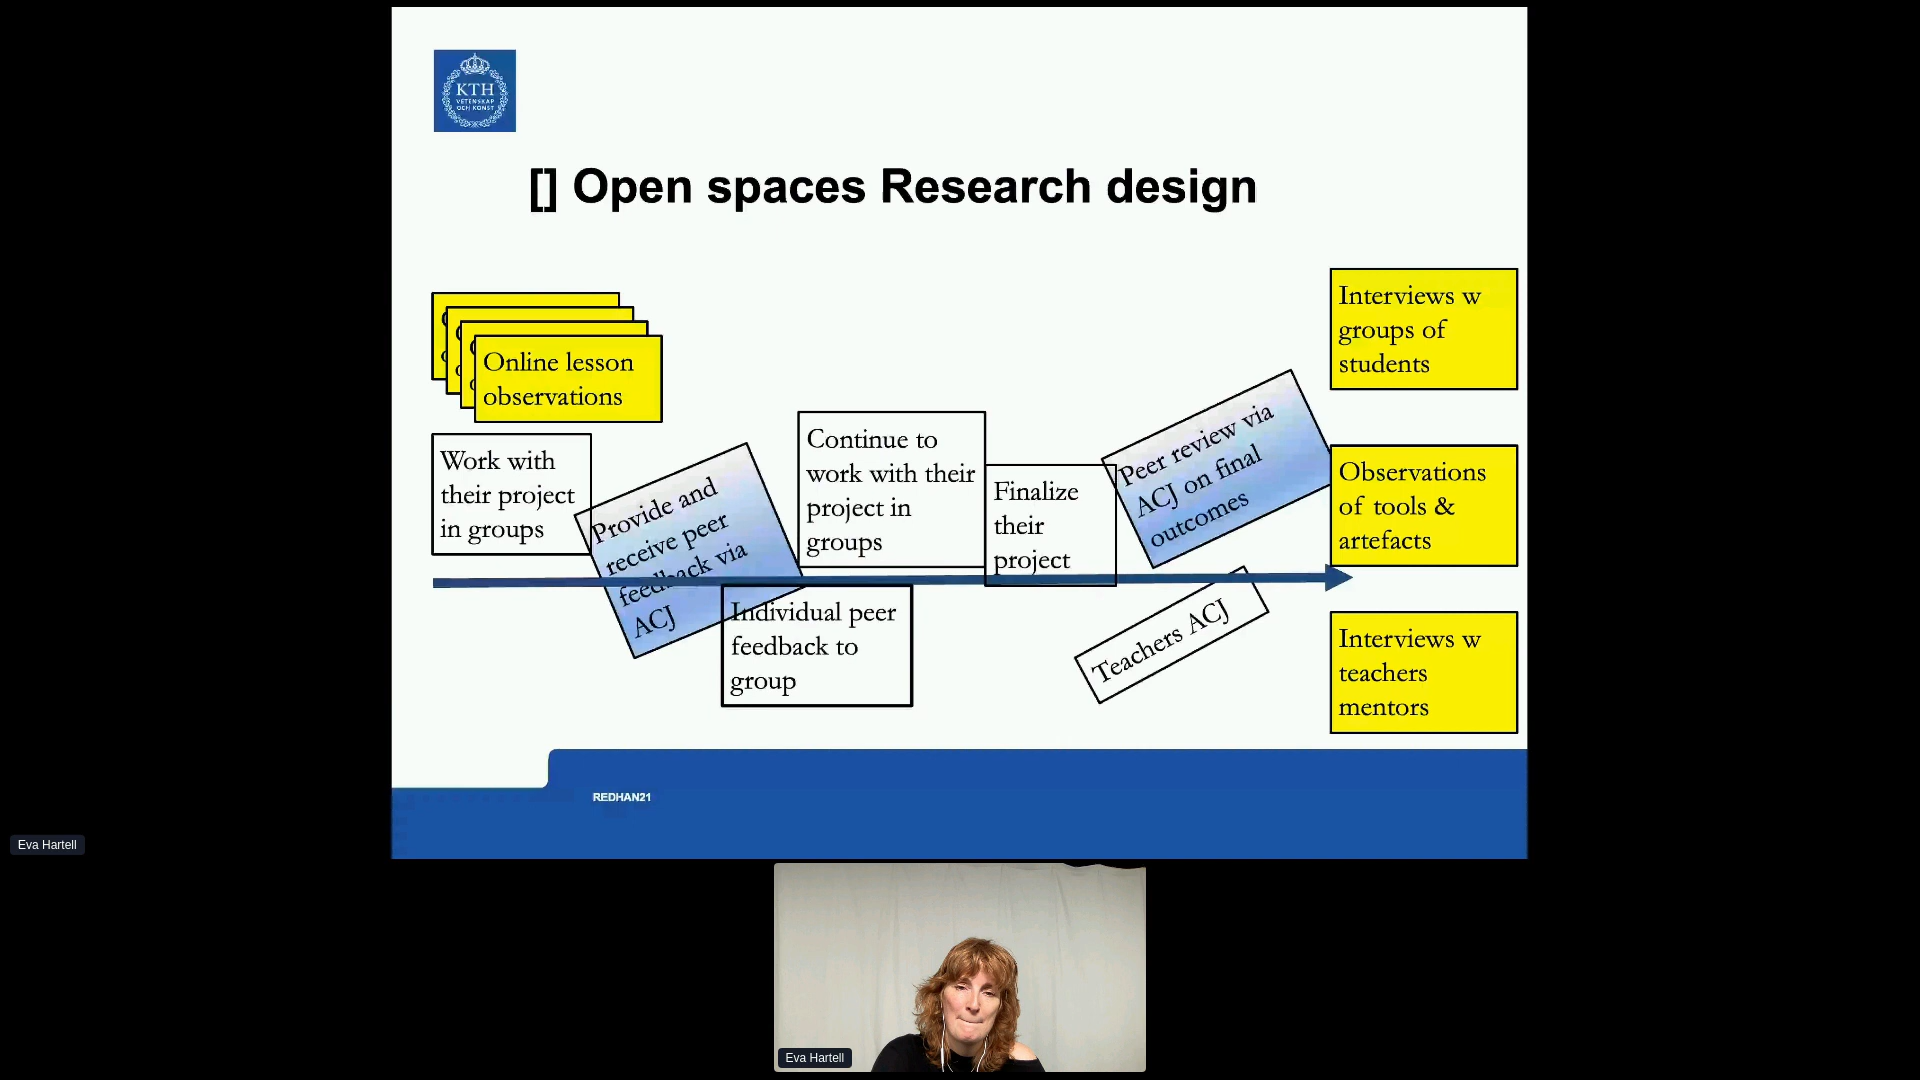 KTH
VETENSKAP
OCH KONST
[] Open spaces Research design
Online lesson
observations
Work with
their project
in groups
Provide and
receive peer
feedback via
ACJ
Individual peer
feedback to
group
Continue to
work with their
project in
groups
Finalize
their
project
Peer review via
ACJ on final
outcomes
Teachers ACJ
Interviews w
groups of
students
Observations
of tools &
artefacts
Interviews w
teachers
mentors
REDHAN21
Eva Hartell
Eva Hartell